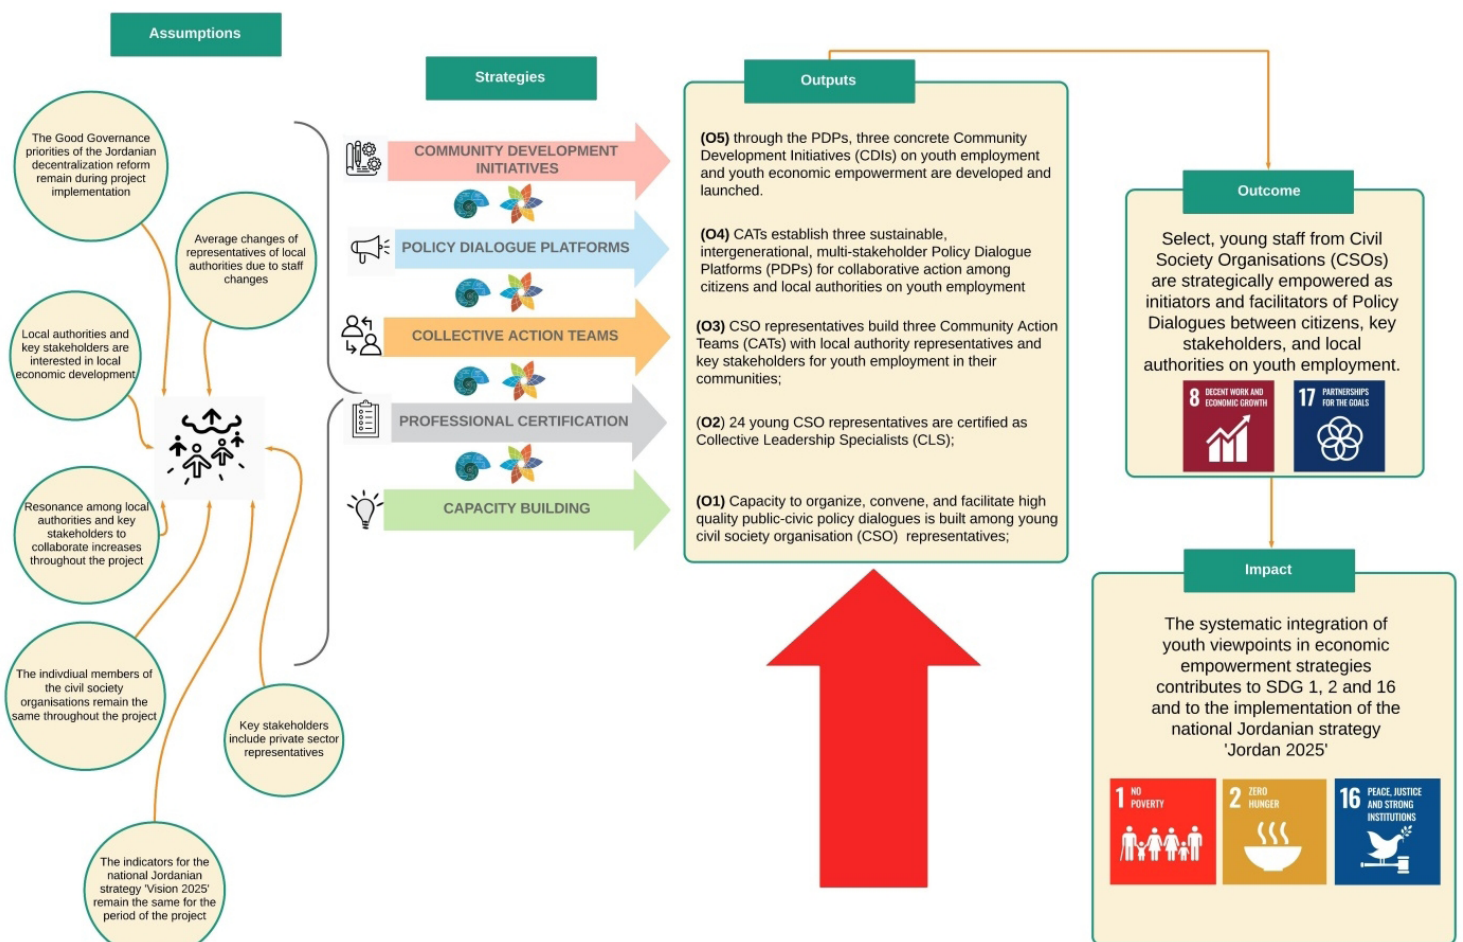 Assumptions
The Good Governance
priorities of the Jordanian
decentralization reform
remain during project
implementation
Average changes of
representatives of local
authorities due to staff
changes
Local authorities and
key stakeholders are
interested in local
economic development
Resonance among local
authorities and key
stakeholders to
collaborate increases
throughout the project
The indivdiual members of
the civil society
organisations remain the
same throughout the project
Key stakeholders
include private sector
representatives
The indicators for the
national Jordanian
strategy 'Vision 2025'
remain the same for the
period of the project
Strategies
COMMUNITY DEVELOPMENT
INITIATIVES
POLICY DIALOGUE PLATFORMS
COLLECTIVE ACTION TEAMS
PROFESSIONAL CERTIFICATION
CAPACITY BUILDING
Outputs
(O5) through the PDPs, three concrete Community
Development Initiatives (CDIs) on youth employment
and youth economic empowerment are developed and
launched.
(O4) CATs establish three sustainable,
intergenerational, multi-stakeholder Policy Dialogue
Platforms (PDPs) for collaborative action among
citizens and local authorities on youth employment
(O3) CSO representatives build three Community Action
Teams (CATs) with local authority representatives and
key stakeholders for youth employment in their
communities;
(O2) 24 young CSO representatives are certified as
Collective Leadership Specialists (CLS);
(O1) Capacity to organize, convene, and facilitate high
quality public-civic policy dialogues is built among young
civil society organisation (CSO) representatives;
Outcome
Select, young staff from Civil
Society Organisations (CSOs)
are strategically empowered as
initiators and facilitators of Policy
Dialogues between citizens, key
stakeholders, and local
authorities on youth employment.
8 DECENT WORK AND
ECONOMIC GROWTH
17 PARTNERSHIPS
FOR THE GOALS
Impact
The systematic integration of
youth viewpoints in economic
empowerment strategies
contributes to SDG 1, 2 and 16
and to the implementation of the
national Jordanian strategy
'Jordan 2025'
1 NO
POVERTY
2 ZERO
HUNGER
16 PEACE, JUSTICE
AND STRONG
INSTITUTIONS